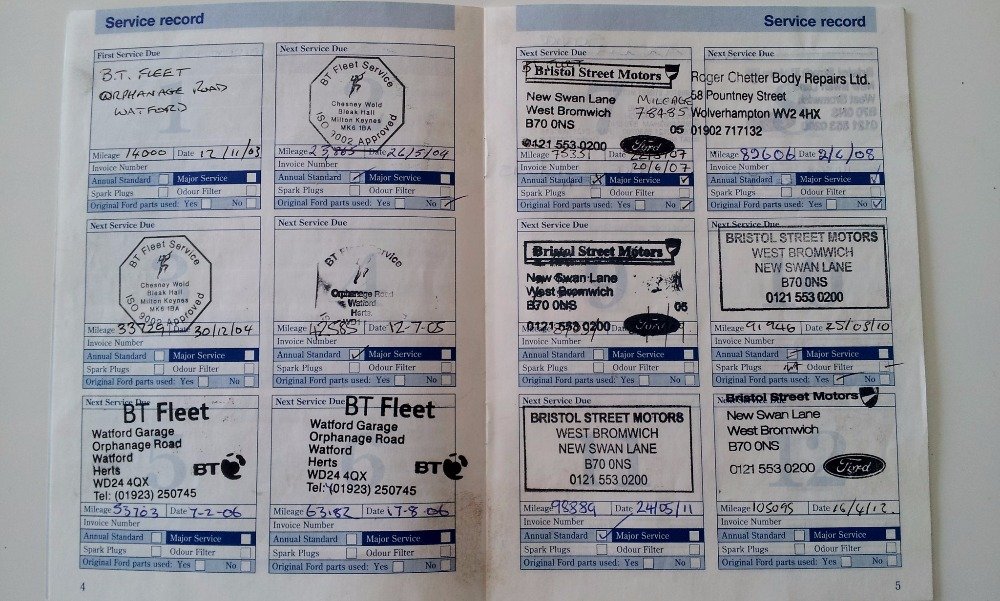 Service record
First Service Due
B.T. FLEET
ORPHANAGE ROAD
WATFORD
Mileage 14000 Date 12/11/03
Invoice Number
Annual Standard Major Service
Spark Plugs Odour Filter
Original Ford parts used: Yes No
Next Service Due
BT Fleet Service
Chesney Wold
Bleak Hall
Milton Keynes
MK6 1BA
ISO 9002 Approved
Mileage Date 26/5/04
Invoice Number
Annual Standard Major Service
Spark Plugs Odour Filter
Original Ford parts used: Yes No
Next Service Due
BT Fleet Service
Chesney Wold
Bleak Hall
Milton Keynes
MK6 1BA
ISO 9002 Approved
Mileage 33729 Date 30/12/04
Invoice Number
Annual Standard Major Service
Spark Plugs Odour Filter
Original Ford parts used: Yes No
Next Service Due
BT Fleet Service
Orphanage Road
Watford
Herts.
Mileage 42585 Date 12-7-05
Invoice Number
Annual Standard Major Service
Spark Plugs Odour Filter
Original Ford parts used: Yes No
Next Service Due
BT Fleet
Watford Garage
Orphanage Road
Watford
Herts
WD24 4QX
BT
Tel: (01923) 250745
Mileage 53703 Date 7-2-06
Invoice Number
Annual Standard Major Service
Spark Plugs Odour Filter
Original Ford parts used: Yes No
Next Service Due
BT Fleet
Watford Garage
Orphanage Road
Watford
Herts
WD24 4QX
BT
Tel: (01923) 250745
Mileage 63182 Date 17-8-06
Invoice Number
Annual Standard Major Service
Spark Plugs Odour Filter
Original Ford parts used: Yes No
4
Service record
Next Service Due
Bristol Street Motors
New Swan Lane
West Bromwich
B70 0NS
MILEAGE
78485
05
0121 553 0200 Ford
Mileage 75351 Date
Invoice Number 20/6/07
Annual Standard Major Service
Spark Plugs Odour Filter
Original Ford parts used: Yes No
Next Service Due
Roger Chetter Body Repairs Ltd.
68 Pountney Street
Wolverhampton WV2 4HX
01902 717132
Mileage 89606 Date 2/6/08
Invoice Number
Annual Standard Major Service
Spark Plugs Odour Filter
Original Ford parts used: Yes No
Next Service Due
Bristol Street Motors
New Swan Lane
West Bromwich
B70 0NS
05
0121 553 0200 Ford
Invoice Number
Annual Standard Major Service
Spark Plugs Odour Filter
Original Ford parts used: Yes No
Next Service Due
BRISTOL STREET MOTORS
WEST BROMWICH
NEW SWAN LANE
B70 0NS
0121 553 0200
Mileage 91946 Date 25/03/10
Invoice Number
Annual Standard Major Service
Spark Plugs Odour Filter
Original Ford parts used: Yes No
Next Service Due
BRISTOL STREET MOTORS
WEST BROMWICH
NEW SWAN LANE
B70 0NS
0121 553 0200
Mileage 98889 Date 24/05/11
Invoice Number
Annual Standard Major Service
Spark Plugs Odour Filter
Original Ford parts used: Yes No
Bristol Street Motors
New Swan Lane
West Bromwich
B70 0NS
0121 553 0200 Ford
Mileage 105095 Date 16/4/12
Invoice Number
Annual Standard Major Service
Spark Plugs Odour Filter
Original Ford parts used: Yes No
5